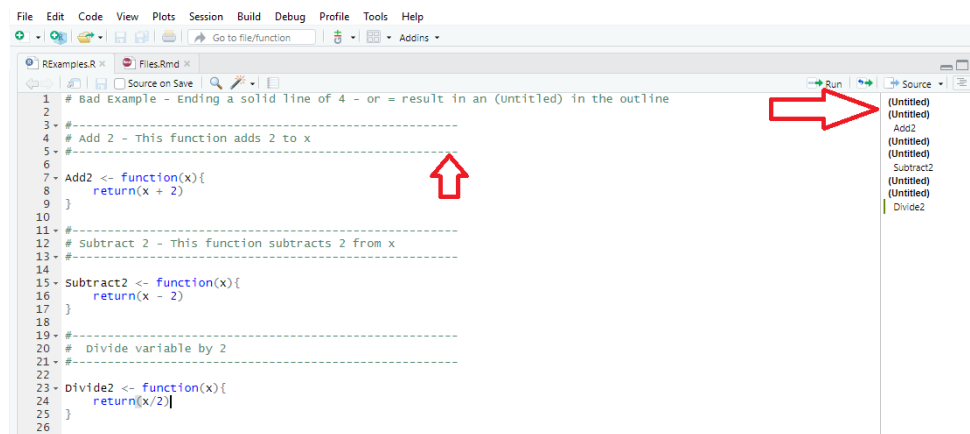 File Edit Code View Plots Session Build Debug Profile Tools Help
Go to file/function Addins
RExamples.R Files.Rmd
Source on Save Run Source
1 # Bad Example - Ending a solid line of 4 - or = result in an (Untitled) in the outline
2
3 #----------------------------------------------------------
4 # Add 2 - This function adds 2 to x
5 #----------------------------------------------------------
6
7 Add2 <- function(x){
8 return(x + 2)
9 }
10
11 #----------------------------------------------------------
12 # Subtract 2 - This function subtracts 2 from x
13 #----------------------------------------------------------
14
15 Subtract2 <- function(x){
16 return(x - 2)
17 }
18
19 #----------------------------------------------------------
20 #  Divide variable by 2
21 #----------------------------------------------------------
22
23 Divide2 <- function(x){
24 return(x/2)
25 }
26
(Untitled)
(Untitled)
Add2
(Untitled)
(Untitled)
Subtract2
(Untitled)
(Untitled)
Divide2